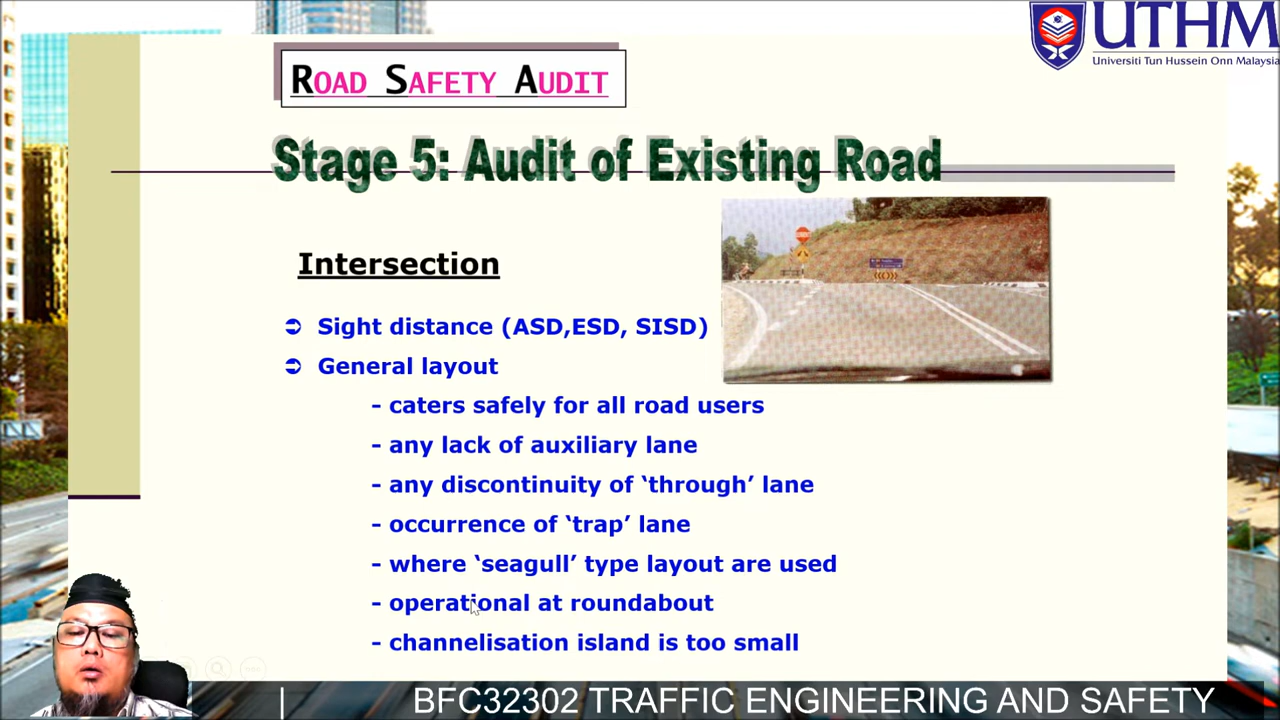 UTHM
Universiti Tun Hussein Onn Malaysia
ROAD SAFETY AUDIT
Stage 5: Audit of Existing Road
Intersection
Sight distance (ASD,ESD, SISD)
General layout
- caters safely for all road users
- any lack of auxiliary lane
- any discontinuity of ‘through’ lane
- occurrence of ‘trap’ lane
- where ‘seagull’ type layout are used
- operational at roundabout
- channelisation island is too small
| BFC32302 TRAFFIC ENGINEERING AND SAFETY